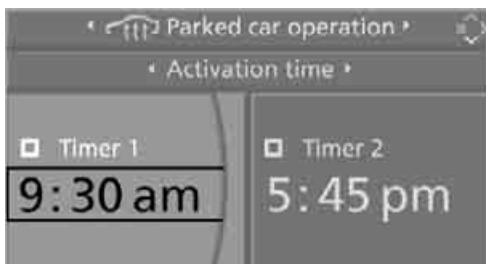 Parked car operation
Activation time
Timer 1
9:30 am
Timer 2
5:45 pm